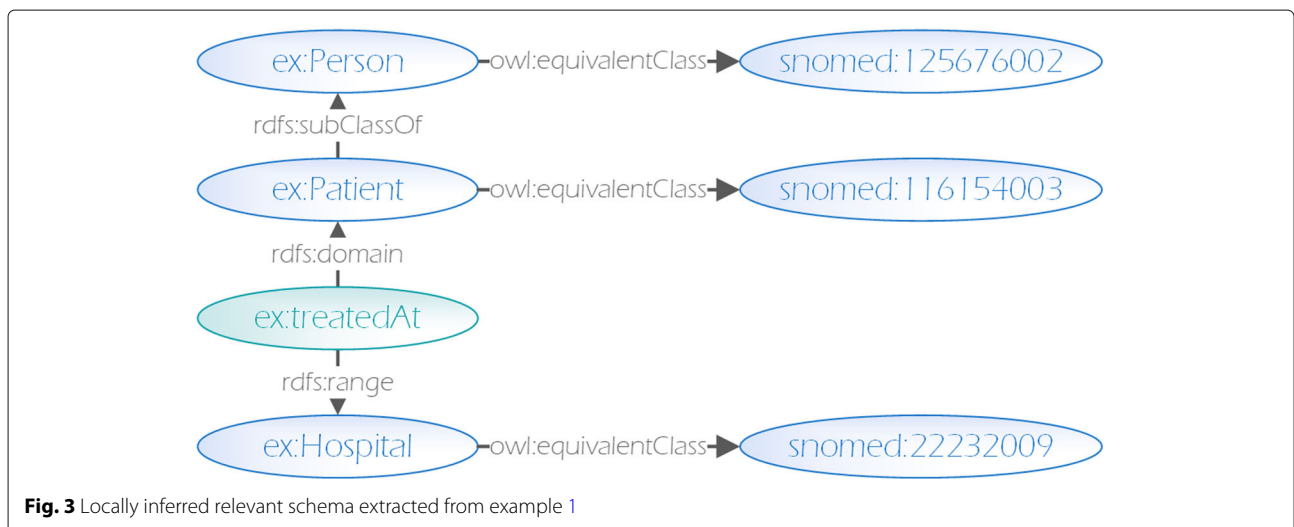 ex:Person owl:equivalentClass snomed:125676002
rdfs:subClassOf
ex:Patient owl:equivalentClass snomed:116154003
rdfs:domain
ex:treatedAt
rdfs:range
ex:Hospital owl:equivalentClass snomed:22232009
Fig. 3 Locally inferred relevant schema extracted from example 1